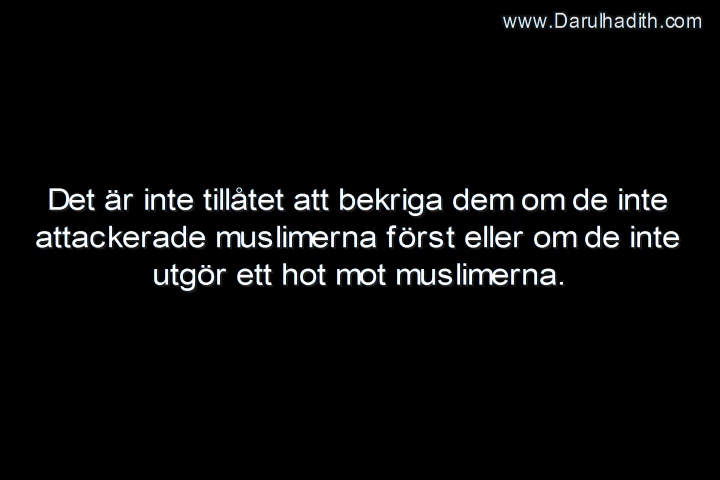 www.Darulhadith.com
Det är inte tillåtet att bekriga dem om de inte
attackerade muslimerna först eller om de inte
utgör ett hot mot muslimerna.